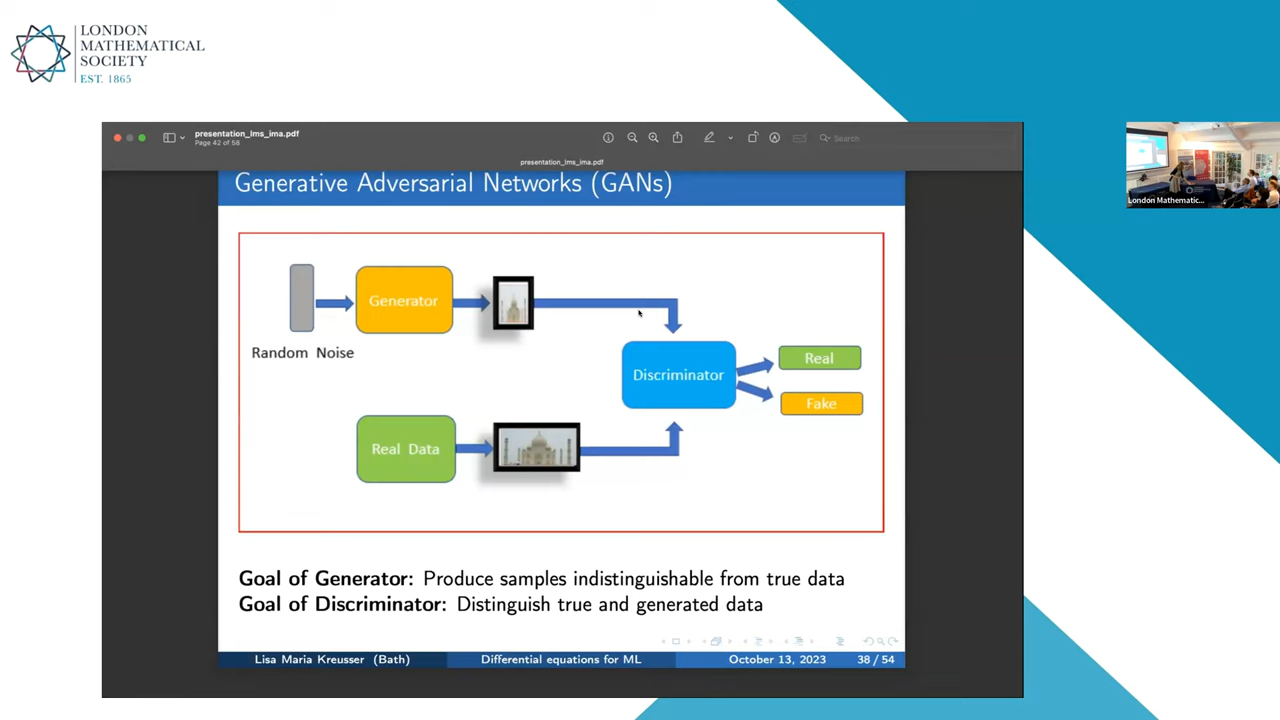 LONDON
MATHEMATICAL
SOCIETY
EST. 1865
presentation_lms_ima.pdf
Page 42 of 58
Search
presentation_lms_ima.pdf
Generative Adversarial Networks (GANs)
Generator
Random Noise
Discriminator
Real
Fake
Real Data
Goal of Generator: Produce samples indistinguishable from true data
Goal of Discriminator: Distinguish true and generated data
Lisa Maria Kreusser (Bath) Differential equations for ML October 13, 2023 38 / 54
London Mathematic...